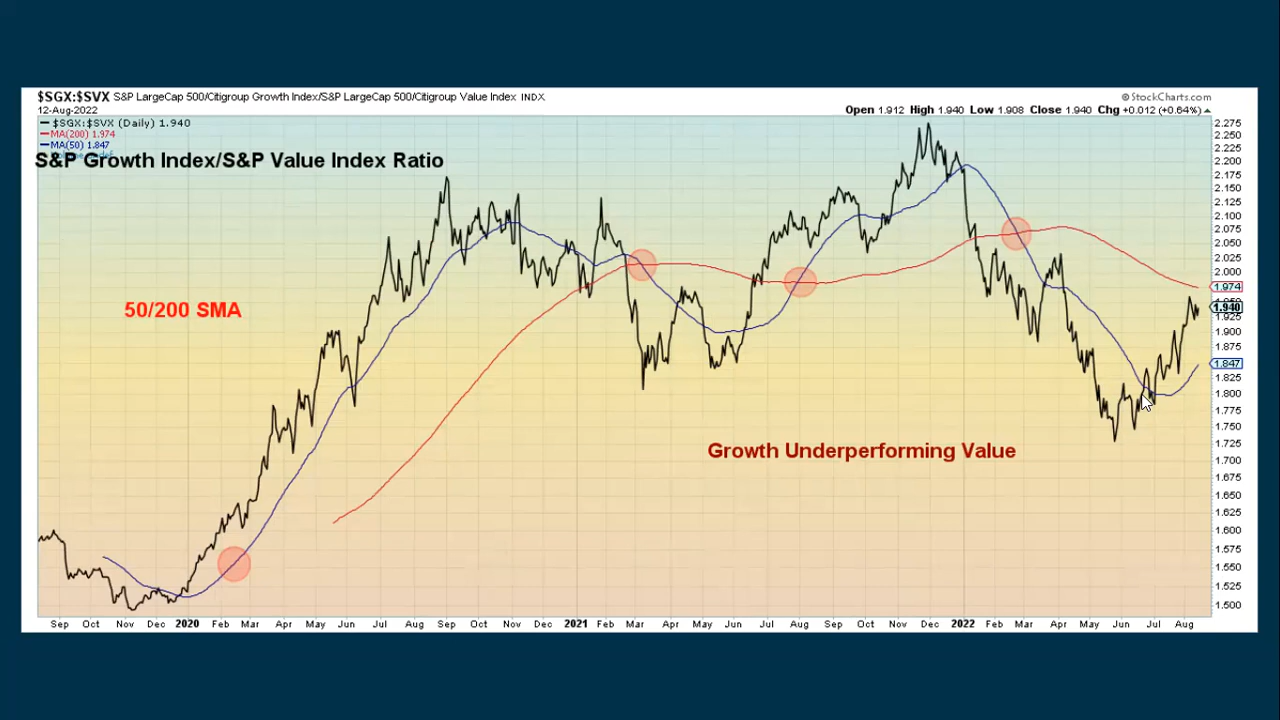 $SGX:$SVX S&P LargeCap 500/Citigroup Growth Index/S&P LargeCap 500/Citigroup Value Index INDX
© StockCharts.com
12-Aug-2022
Open 1.912 High 1.940 Low 1.908 Close 1.940 Chg +0.012 (+0.64%)
$SGX:$SVX (Daily) 1.940
MA(200) 1.974
MA(50) 1.847
S&P Growth Index/S&P Value Index Ratio
50/200 SMA
Growth Underperforming Value
2.275
2.250
2.225
2.200
2.175
2.150
2.125
2.100
2.075
2.050
2.025
2.000
1.974
1.940
1.925
1.900
1.875
1.847
1.825
1.800
1.775
1.750
1.725
1.700
1.675
1.650
1.625
1.600
1.575
1.550
1.525
1.500
Sep Oct Nov Dec 2020 Feb Mar Apr May Jun Jul Aug Sep Oct Nov Dec 2021 Feb Mar Apr May Jun Jul Aug Sep Oct Nov Dec 2022 Feb Mar Apr May Jun Jul Aug